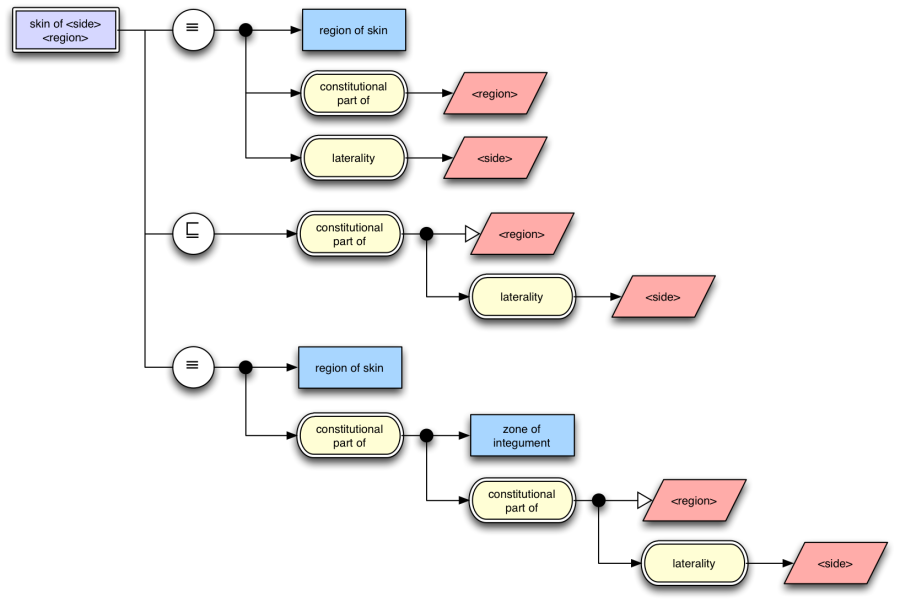 skin of <side>
<region>
≡
region of skin
constitutional
part of
<region>
laterality
<side>
⊑
constitutional
part of
<region>
laterality
<side>
≡
region of skin
constitutional
part of
zone of
integument
constitutional
part of
<region>
laterality
<side>